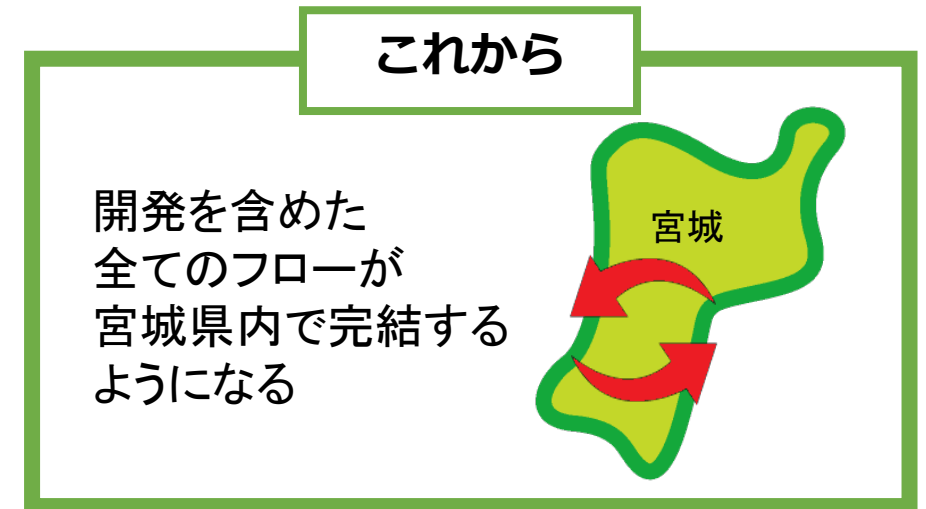 これから
開発を含めた
全てのフローが
宮城県内で完結する
ようになる
宮城